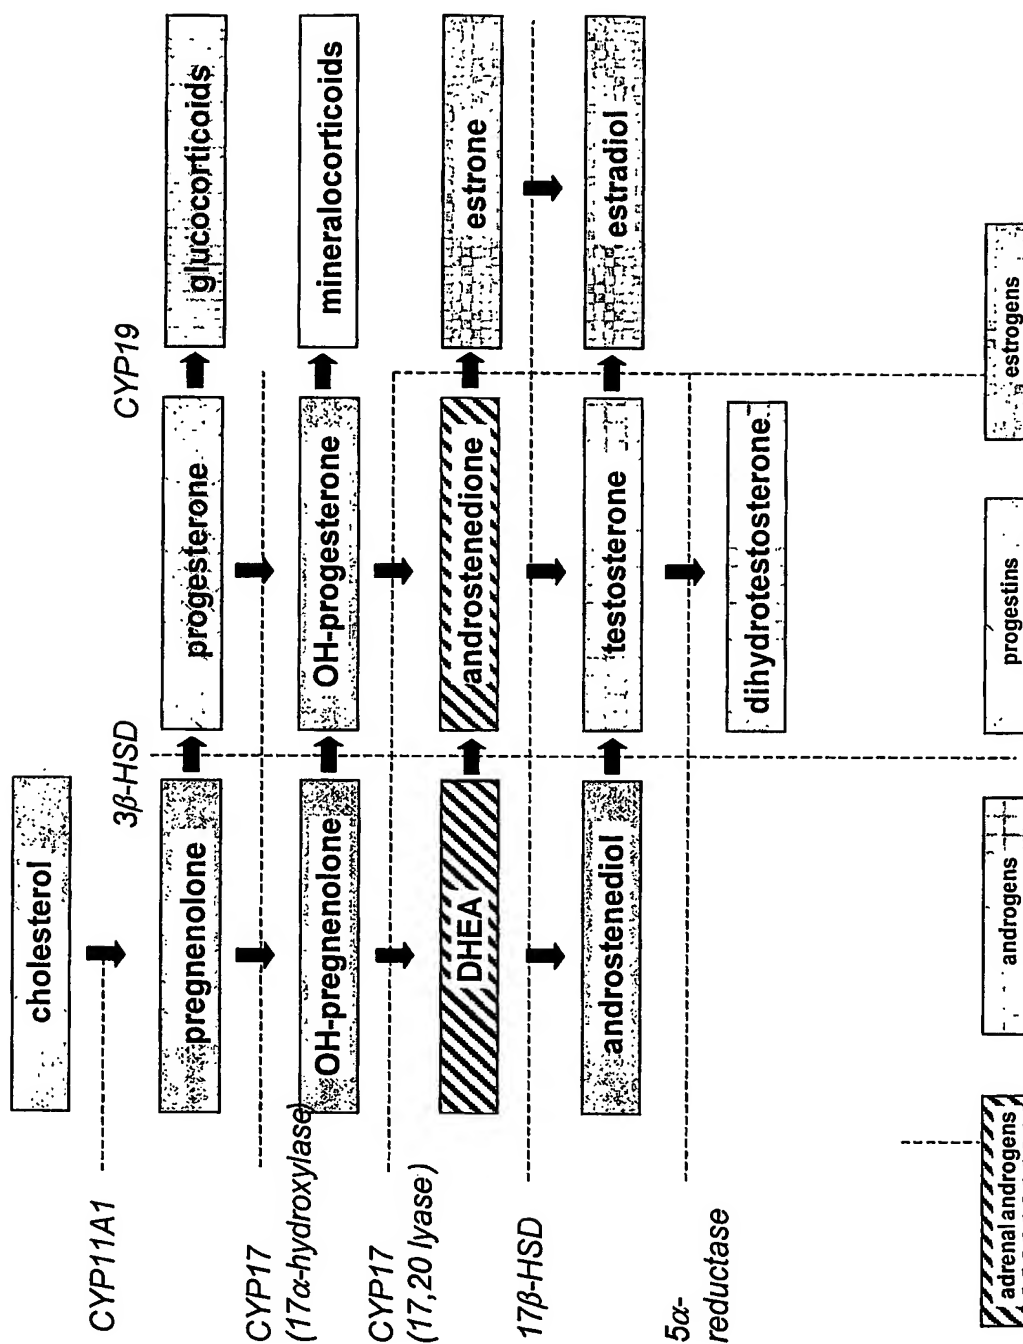 cholesterol
CYP11A1
3β-HSD
CYP19
pregnenolone
progesterone
glucocorticoids
CYP17
(17α-hydroxylase)
OH-pregnenolone
OH-progesterone
mineralocorticoids
CYP17
(17,20 lyase)
DHEA
androstenedione
estrone
17β-HSD
androstenediol
testosterone
estradiol
5α-
reductase
dihydrotestosterone
adrenal androgens
androgens
progestins
estrogens